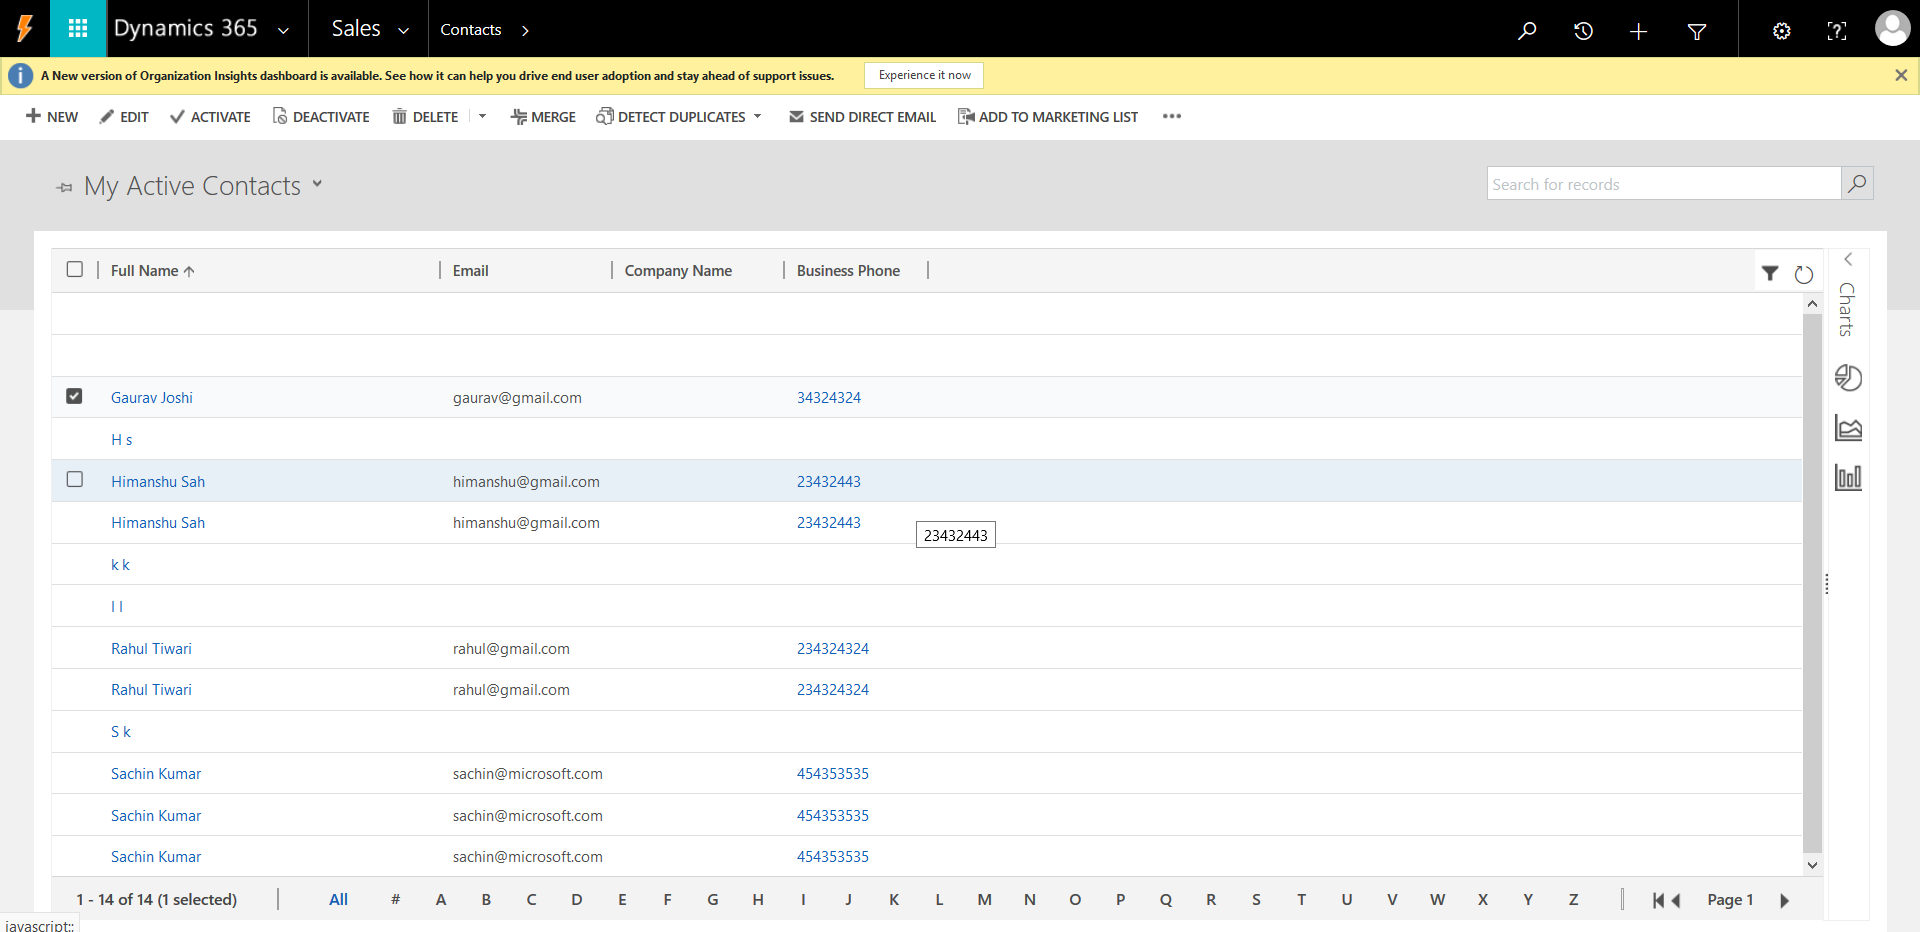 Dynamics 365 Sales Contacts
A New version of Organization Insights dashboard is available. See how it can help you drive end user adoption and stay ahead of support issues. Experience it now
NEW EDIT ACTIVATE DEACTIVATE DELETE MERGE DETECT DUPLICATES SEND DIRECT EMAIL ADD TO MARKETING LIST •••
My Active Contacts Search for records
Full Name Email Company Name Business Phone
Charts
Gaurav Joshi gaurav@gmail.com 34324324
H s
Himanshu Sah himanshu@gmail.com 23432443
Himanshu Sah himanshu@gmail.com 23432443
23432443
k k
l l
Rahul Tiwari rahul@gmail.com 234324324
Rahul Tiwari rahul@gmail.com 234324324
S k
Sachin Kumar sachin@microsoft.com 454353535
Sachin Kumar sachin@microsoft.com 454353535
Sachin Kumar sachin@microsoft.com 454353535
1 - 14 of 14 (1 selected) All # A B C D E F G H I J K L M N O P Q R S T U V W X Y Z Page 1
javascript:;